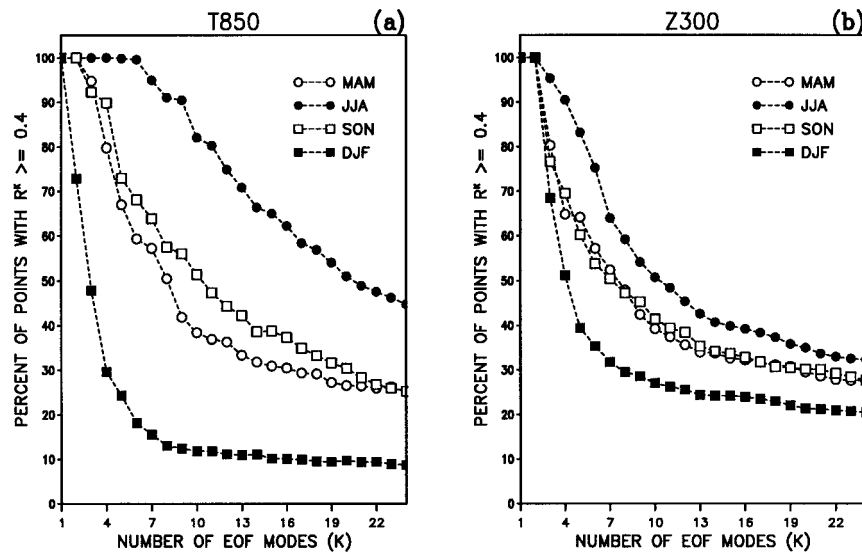 T850 (a)
PERCENT OF POINTS WITH R* >= 0.4
100
90
80
70
60
50
40
30
20
10
0
MAM
JJA
SON
DJF
1 4 7 10 13 16 19 22
NUMBER OF EOF MODES (K)
Z300 (b)
PERCENT OF POINTS WITH R* >= 0.4
100
90
80
70
60
50
40
30
20
10
0
MAM
JJA
SON
DJF
1 4 7 10 13 16 19 22
NUMBER OF EOF MODES (K)